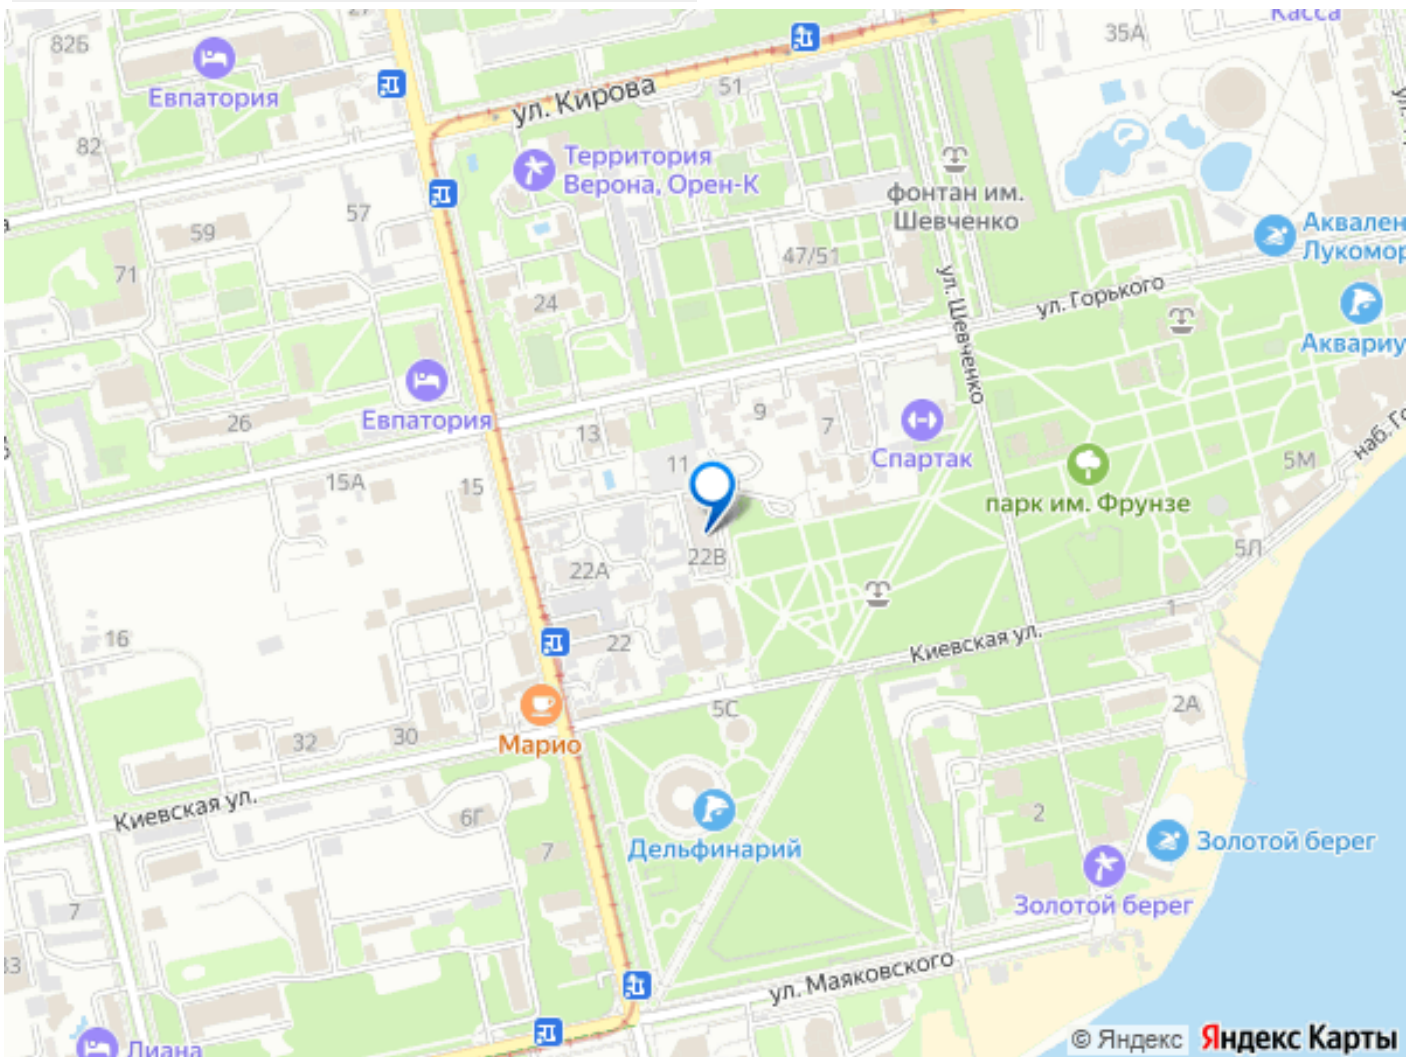 Касса
35А
82Б
27
Евпатория
51
ул. Кирова
82
Территория
Верона, Орен-К
фонтан им.
Шевченко
57
59
Аквален
Лукомор
47/51
71
ул. Горького
24
ул. Шевченко
Аквариу
Евпатория
26
9
7
13
Спартак
наб. Го
11
5М
15А
15
парк им. Фрунзе
5Л
22В
22А
1
16
22
Киевская ул.
2А
5С
32
30
Марио
Киевская ул.
6Г
2
7
Дельфинарий
Золотой берег
Золотой берег
7
33
ул. Маяковского
Лиана
© Яндекс Яндекс Карты